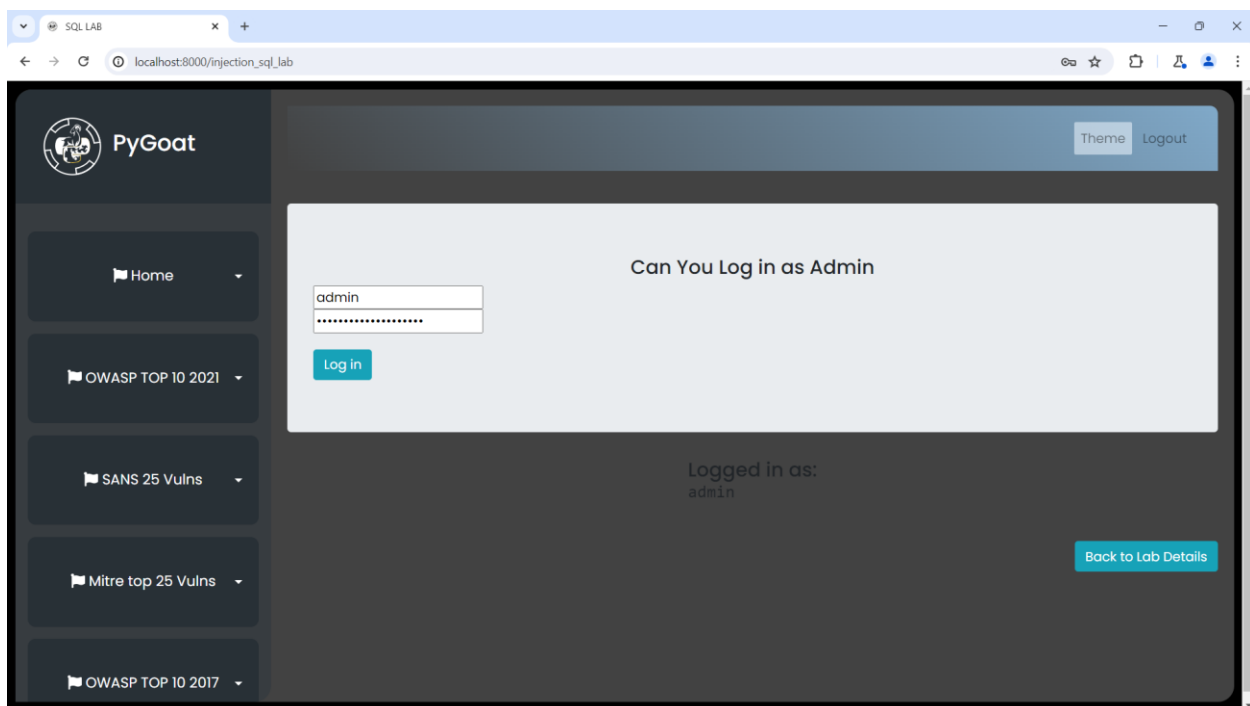 SQL LAB
localhost:8000/injection_sql_lab
PyGoat
Theme Logout
Home
OWASP TOP 10 2021
SANS 25 Vulns
Mitre top 25 Vulns
OWASP TOP 10 2017
Can You Log in as Admin
admin
••••••••••••••••••••
Log in
Logged in as:
admin
Back to Lab Details